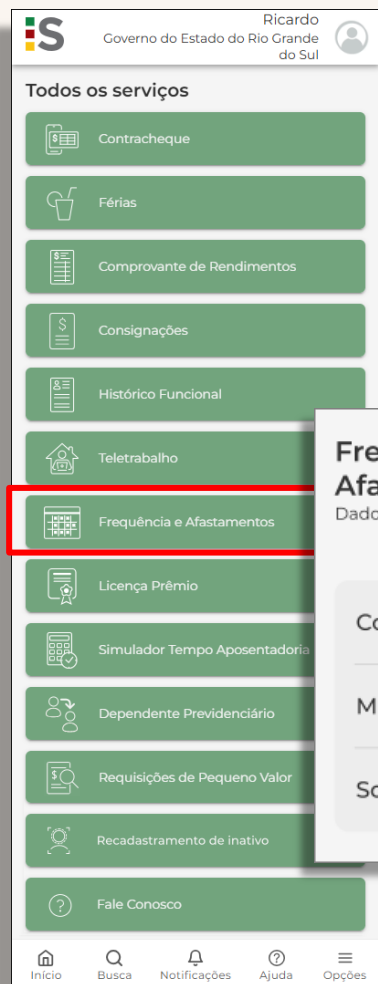 :S
Ricardo
Governo do Estado do Rio Grande
do Sul
Todos os serviços
Contracheque
Férias
Comprovante de Rendimentos
Consignações
Histórico Funcional
Teletrabalho
Frequência e Afastamentos
Licença Prêmio
Simulador Tempo Aposentadoria
Dependente Previdenciário
Requisições de Pequeno Valor
Recadastramento de inativo
Fale Conosco
Início Busca Notificações Ajuda Opções
Fre
Afa
Dado
Co
M
So